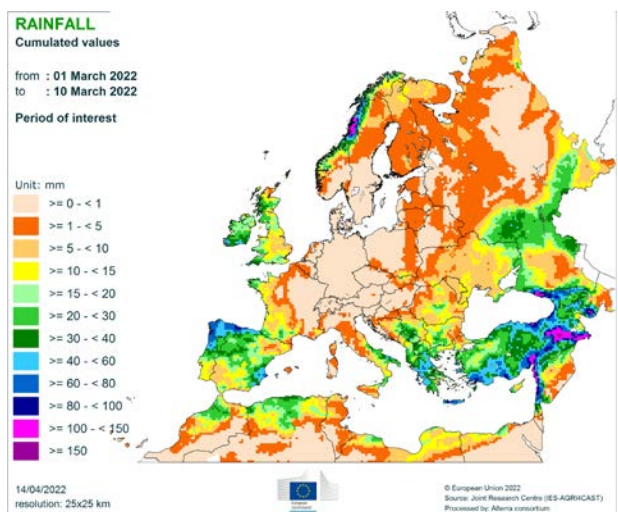 RAINFALL
Cumulated values
from : 01 March 2022
to : 10 March 2022
Period of interest
Unit: mm
>= 0 - < 1
>= 1 - < 5
>= 5 - < 10
>= 10 - < 15
>= 15 - < 20
>= 20 - < 30
>= 30 - < 40
>= 40 - < 60
>= 60 - < 80
>= 80 - < 100
>= 100 - < 150
>= 150
14/04/2022
resolution: 25x25 km
© European Union 2022
Source: Joint Research Centre (IES-AGRI4CAST)
Processed by: Alterra consortium